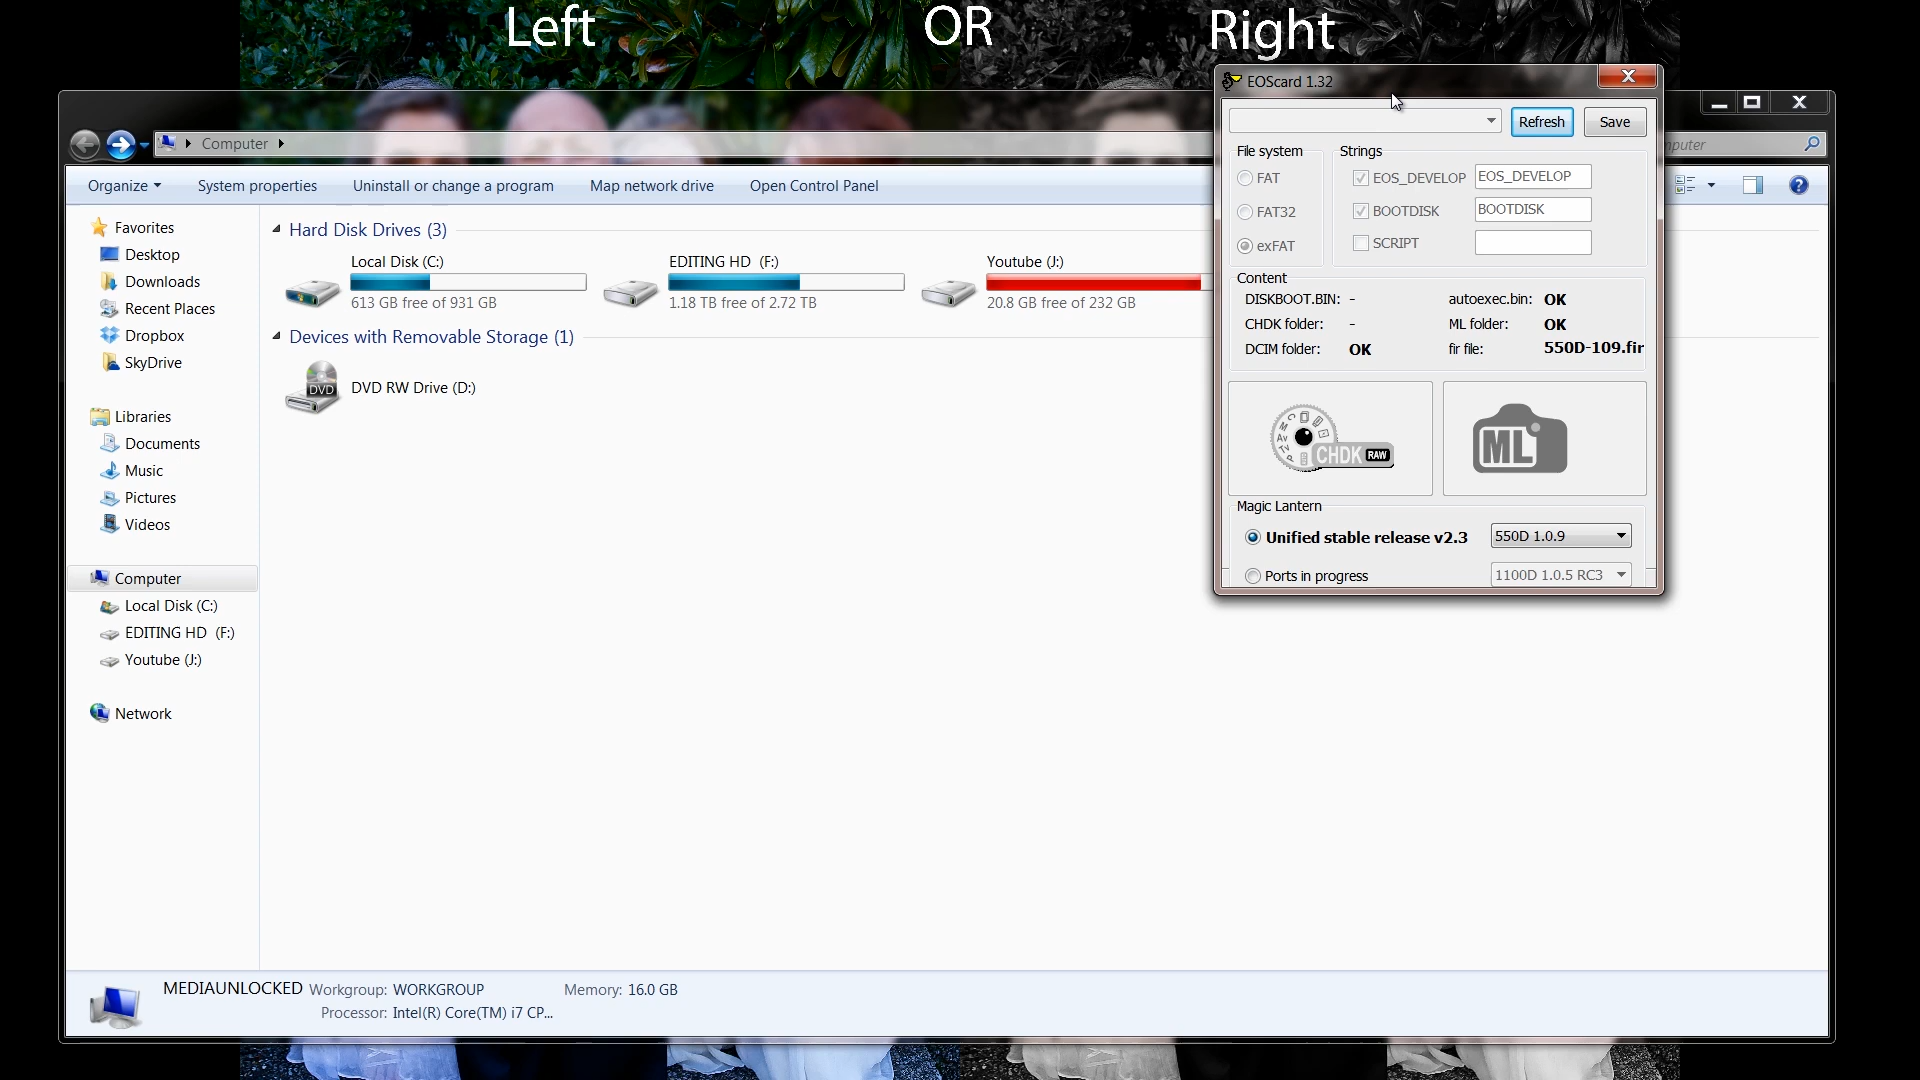 Left OR Right
EOScard 1.32
Refresh Save
Computer
puter
File system Strings
FAT EOS_DEVELOP EOS_DEVELOP
FAT32 BOOTDISK BOOTDISK
exFAT SCRIPT
Content
DISKBOOT.BIN: - autoexec.bin: OK
CHDK folder: - ML folder: OK
DCIM folder: OK fir file: 550D-109.fir
CHDK RAW
ML
Magic Lantern
Unified stable release v2.3 550D 1.0.9
Ports in progress 1100D 1.0.5 RC3
Organize System properties Uninstall or change a program Map network drive Open Control Panel
Favorites
Desktop
Downloads
Recent Places
Dropbox
SkyDrive
Libraries
Documents
Music
Pictures
Videos
Computer
Local Disk (C:)
EDITING HD (F:)
Youtube (J:)
Network
Hard Disk Drives (3)
Local Disk (C:) EDITING HD (F:) Youtube (J:)
613 GB free of 931 GB 1.18 TB free of 2.72 TB 20.8 GB free of 232 GB
Devices with Removable Storage (1)
DVD
DVD RW Drive (D:)
MEDIAUNLOCKED Workgroup: WORKGROUP Memory: 16.0 GB
Processor: Intel(R) Core(TM) i7 CP...